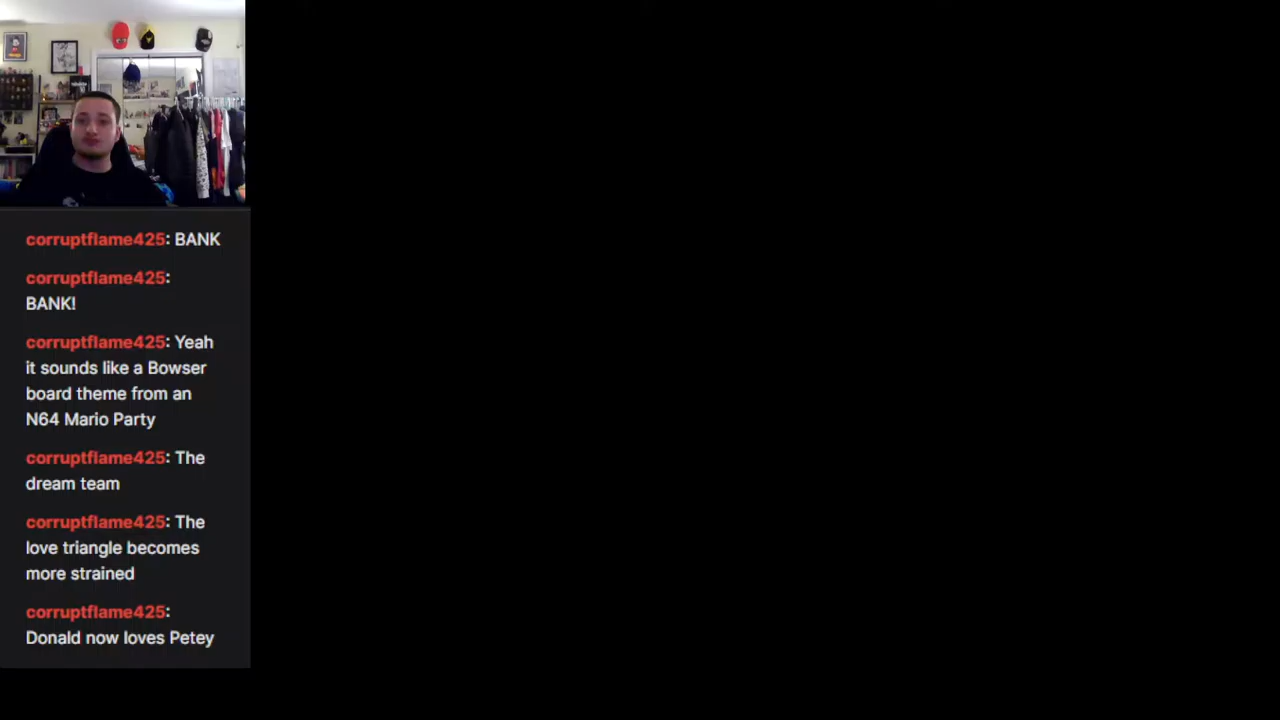 corruptflame425: BANK
corruptflame425:
BANK!
corruptflame425: Yeah
it sounds like a Bowser
board theme from an
N64 Mario Party
corruptflame425: The
dream team
corruptflame425: The
love triangle becomes
more strained
corruptflame425:
Donald now loves Petey